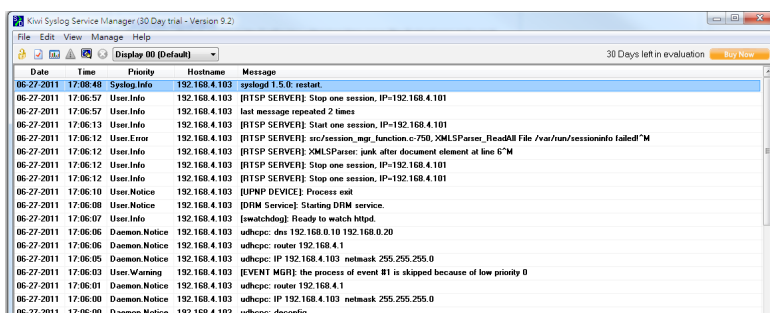 Kiwi Syslog Service Manager (30 Day trial - Version 9.2)
File Edit View Manage Help
Display 00 (Default)
30 Days left in evaluation Buy Now
Date Time Priority Hostname Message
06-27-2011 17:08:48 Syslog.Info 192.168.4.103 syslogd 1.5.0: restart.
06-27-2011 17:06:57 User.Info 192.168.4.103 [RTSP SERVER]: Stop one session, IP=192.168.4.101
06-27-2011 17:06:57 User.Info 192.168.4.103 last message repeated 2 times
06-27-2011 17:06:13 User.Info 192.168.4.103 [RTSP SERVER]: Start one session, IP=192.168.4.101
06-27-2011 17:06:12 User.Error 192.168.4.103 [RTSP SERVER]: src/session_mgr_function.c-750, XMLSParser_ReadAll File /var/run/sessioninfo failed!^M
06-27-2011 17:06:12 User.Info 192.168.4.103 [RTSP SERVER]: XMLSParser: junk after document element at line 6^M
06-27-2011 17:06:12 User.Info 192.168.4.103 [RTSP SERVER]: Stop one session, IP=192.168.4.101
06-27-2011 17:06:12 User.Info 192.168.4.103 [RTSP SERVER]: Stop one session, IP=192.168.4.101
06-27-2011 17:06:10 User.Notice 192.168.4.103 [UPNP DEVICE]: Process exit
06-27-2011 17:06:08 User.Notice 192.168.4.103 [DRM Service]: Starting DRM service.
06-27-2011 17:06:07 User.Info 192.168.4.103 [swatchdog]: Ready to watch httpd.
06-27-2011 17:06:06 Daemon.Notice 192.168.4.103 udhcpc: dns 192.168.0.10 192.168.0.20
06-27-2011 17:06:06 Daemon.Notice 192.168.4.103 udhcpc: router 192.168.4.1
06-27-2011 17:06:05 Daemon.Notice 192.168.4.103 udhcpc: IP 192.168.4.103 netmask 255.255.255.0
06-27-2011 17:06:03 User.Warning 192.168.4.103 [EVENT MGR]: the process of event #1 is skipped because of low priority 0
06-27-2011 17:06:01 Daemon.Notice 192.168.4.103 udhcpc: router 192.168.4.1
06-27-2011 17:06:00 Daemon.Notice 192.168.4.103 udhcpc: IP 192.168.4.103 netmask 255.255.255.0
06-27-2011 17:06:00 Daemon.Notice 192.168.4.103 udhcpc: deconfig